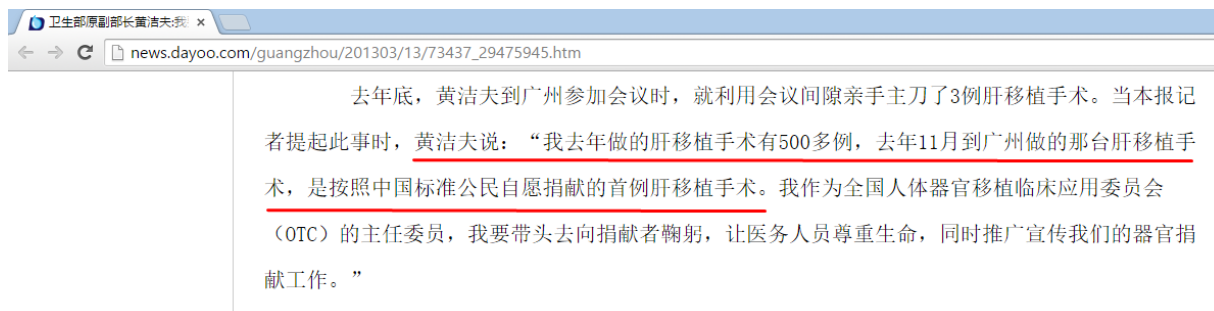 卫生部原副部长黄洁夫:我
news.dayoo.com/guangzhou/201303/13/73437_29475945.htm
去年底，黄洁夫到广州参加会议时，就利用会议间隙亲手主刀了3例肝移植手术。当本报记
者提起此事时，黄洁夫说：“我去年做的肝移植手术有500多例，去年11月到广州做的那台肝移植手
术，是按照中国标准公民自愿捐献的首例肝移植手术。我作为全国人体器官移植临床应用委员会
（OTC）的主任委员，我要带头去向捐献者鞠躬，让医务人员尊重生命，同时推广宣传我们的器官捐
献工作。”